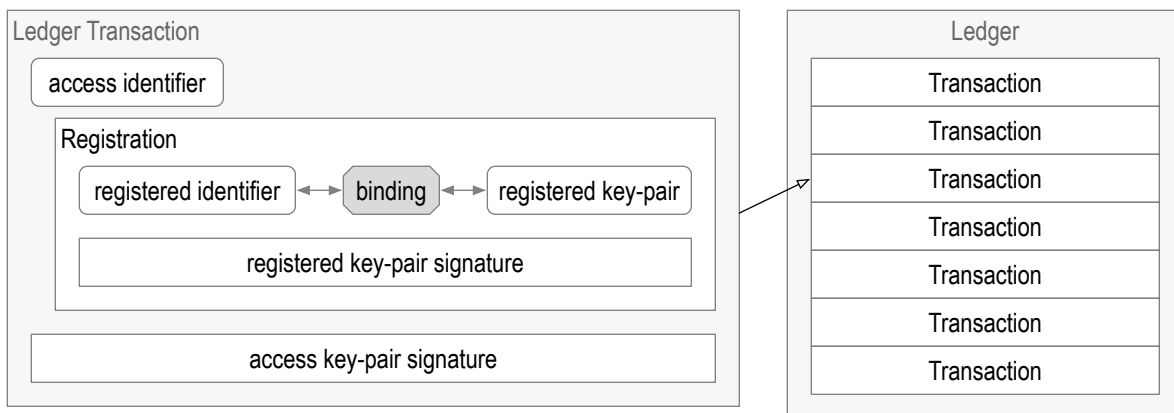 Ledger Transaction
access identifier
Registration
registered identifier
binding
registered key-pair
registered key-pair signature
access key-pair signature
Ledger
Transaction
Transaction
Transaction
Transaction
Transaction
Transaction
Transaction